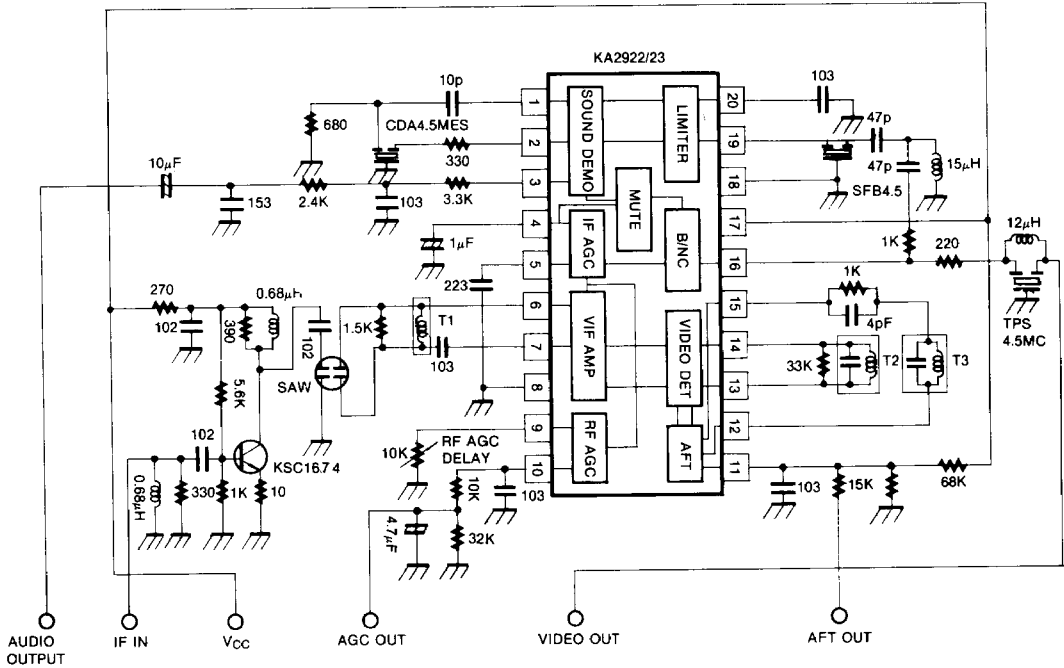 KA2922/23
10p
680
CDA4.5MES
330
10μF
153
2.4K
103
3.3K
1μF
223
270
102
390
0.68μH
102
1.5K
T1
103
SAW
5.6K
102
KSC16.7 4
0.68μH
330
1K
10
10K
RF AGC
DELAY
10K
103
4.7μF
32K
1
2
3
4
5
6
7
8
9
10
SOUND DEMO
LIMITER
MUTE
IF AGC
B/NC
VIF AMP
VIDEO DET
RF AGC
AFT
20
19
18
17
16
15
14
13
12
11
103
47p
47p
15μH
SFB4.5
1K
220
12μH
TPS
4.5MC
1K
4pF
33K
T2
T3
103
15K
68K
AUDIO
OUTPUT
IF IN
VCC
AGC OUT
VIDEO OUT
AFT OUT